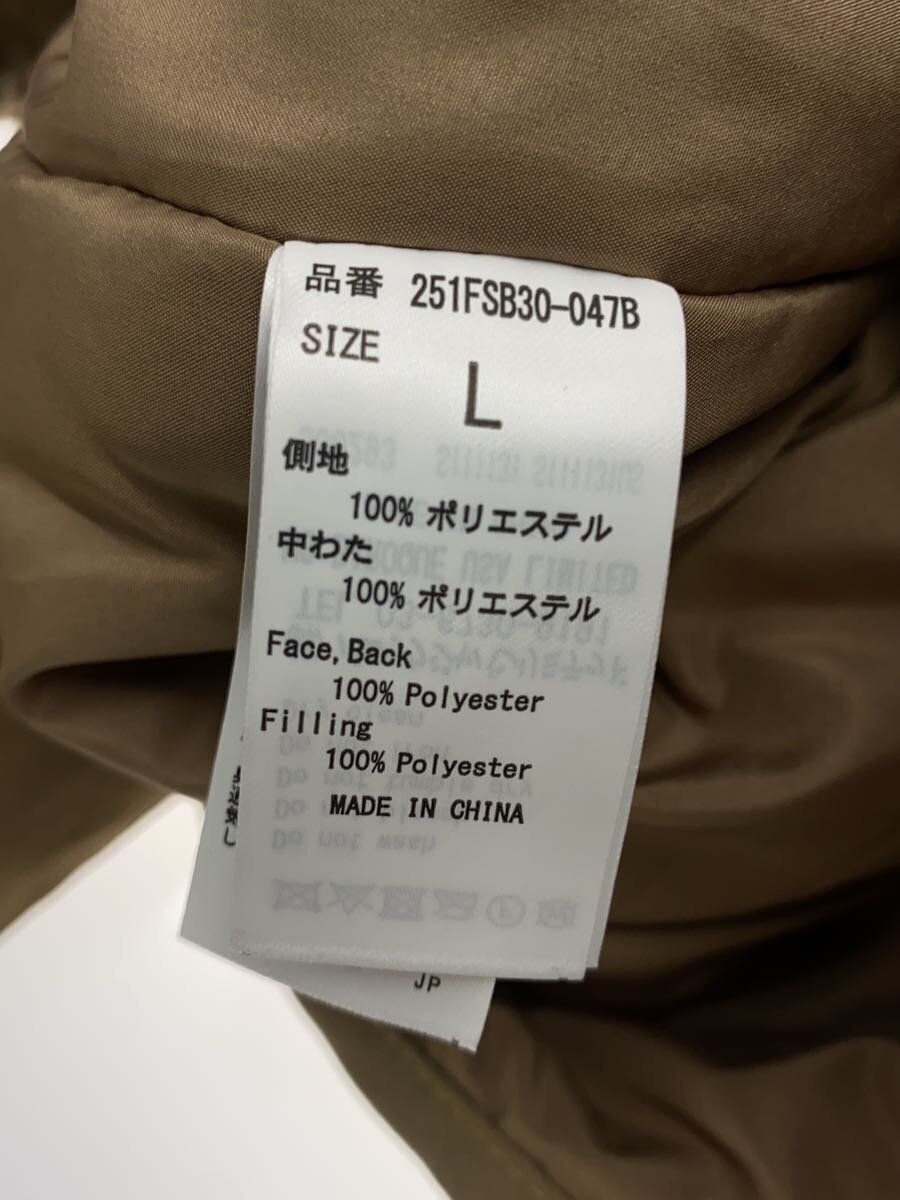 品番 251FSB30-047B
SIZE
L
側地
100% ポリエステル
中わた
100% ポリエステル
Face, Back
100% Polyester
Filling
100% Polyester
MADE IN CHINA
JP